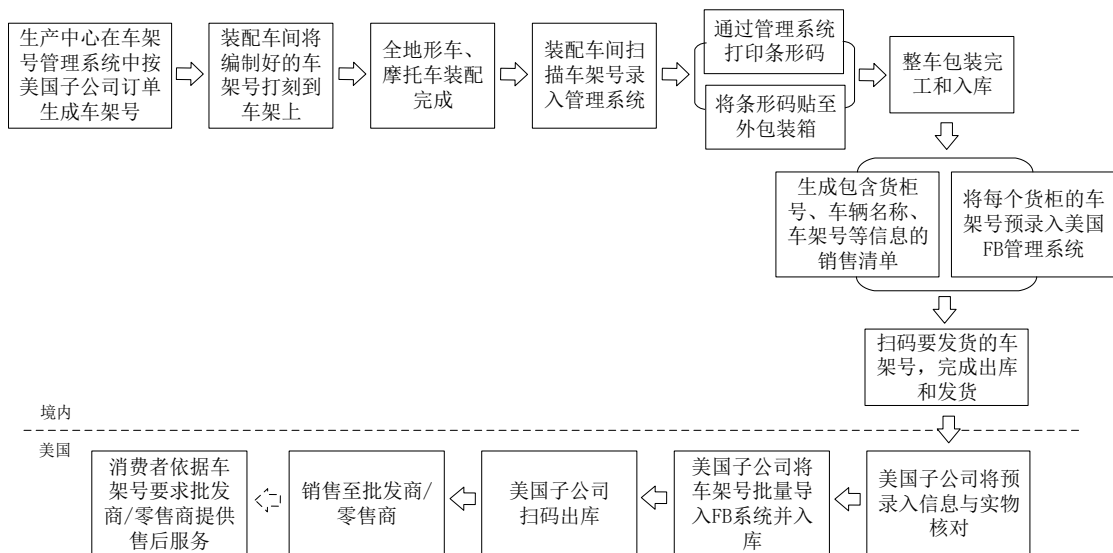 生产中心在车架
号管理系统中按
美国子公司订单
生成车架号
装配车间将
编制好的车
架号打刻到
车架上
全地形车、
摩托车装配
完成
装配车间扫
描车架号录
入管理系统
通过管理系统
打印条形码
将条形码贴至
外包装箱
整车包装完
工和入库
生成包含货柜
号、车辆名称、
车架号等信息的
销售清单
将每个货柜的车
架号预录入美国
FB管理系统
扫码要发货的车
架号，完成出库
和发货
境内
美国
美国子公司将预
录入信息与实物
核对
美国子公司将
车架号批量导
入FB系统并入
库
美国子公司
扫码出库
销售至批发商/
零售商
消费者依据车
架号要求批发
商/零售商提供
售后服务